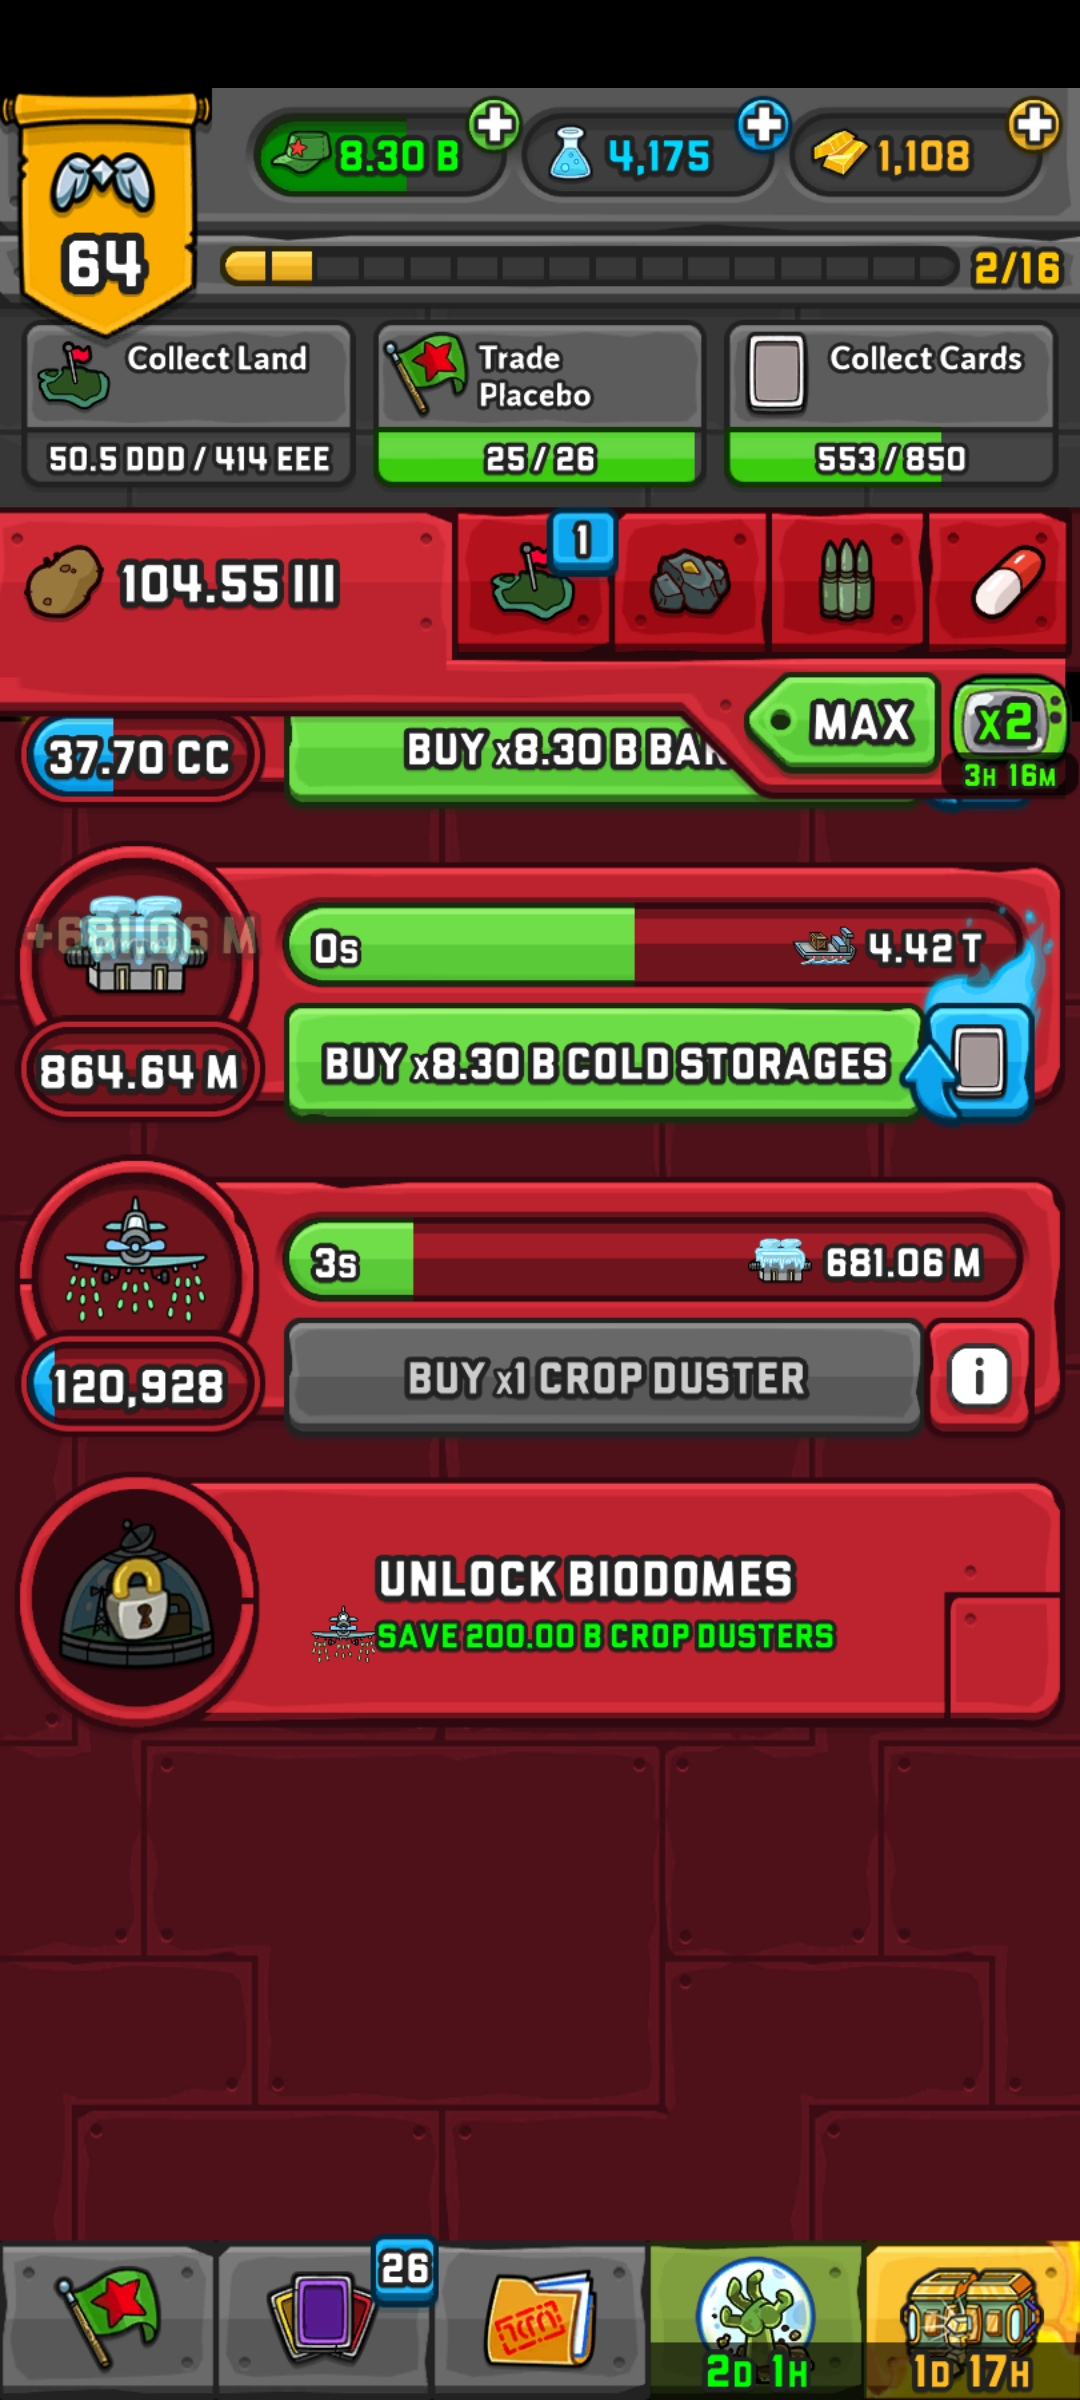 8.30 B
4,175
1,108
64
2/16
Collect Land
50.5 DDD / 414 EEE
Trade
Placebo
25 / 26
Collect Cards
553 / 850
104.55 III
1
MAX
x2
3H 16M
37.70 CC
BUY x8.30 B BAR
+681.06 M
0s
4.42 T
864.64 M
BUY x8.30 B COLD STORAGES
3s
681.06 M
120,928
BUY x1 CROP DUSTER
i
UNLOCK BIODOMES
SAVE 200.00 B CROP DUSTERS
26
2D 1H
1D 17H